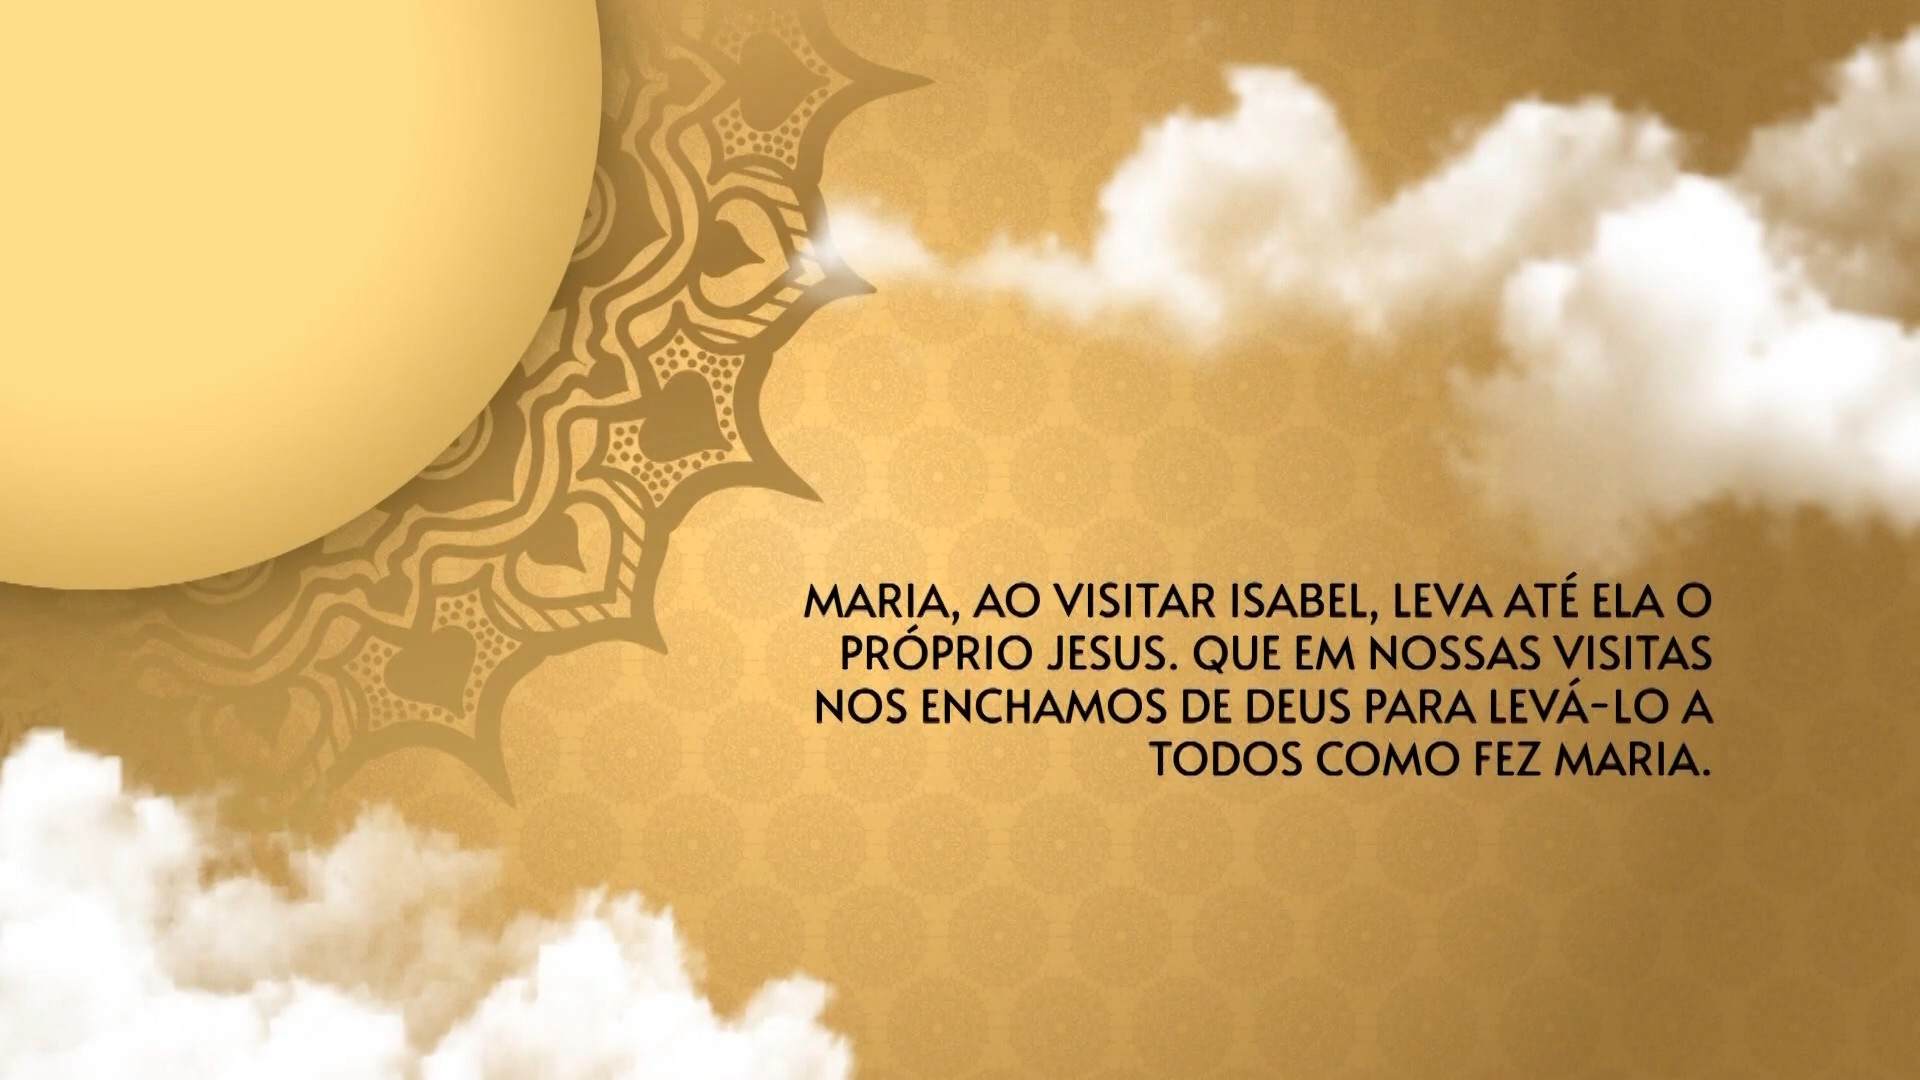 MARIA, AO VISITAR ISABEL, LEVA ATÉ ELA O
PRÓPRIO JESUS. QUE EM NOSSAS VISITAS
NOS ENCHAMOS DE DEUS PARA LEVÁ-LO A
TODOS COMO FEZ MARIA.